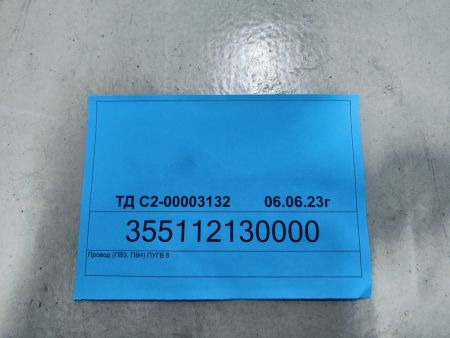 ТД С2-00003132 06.06.23г
355112130000
Провод (ПВ3, ПВ4) ПУГВ 6